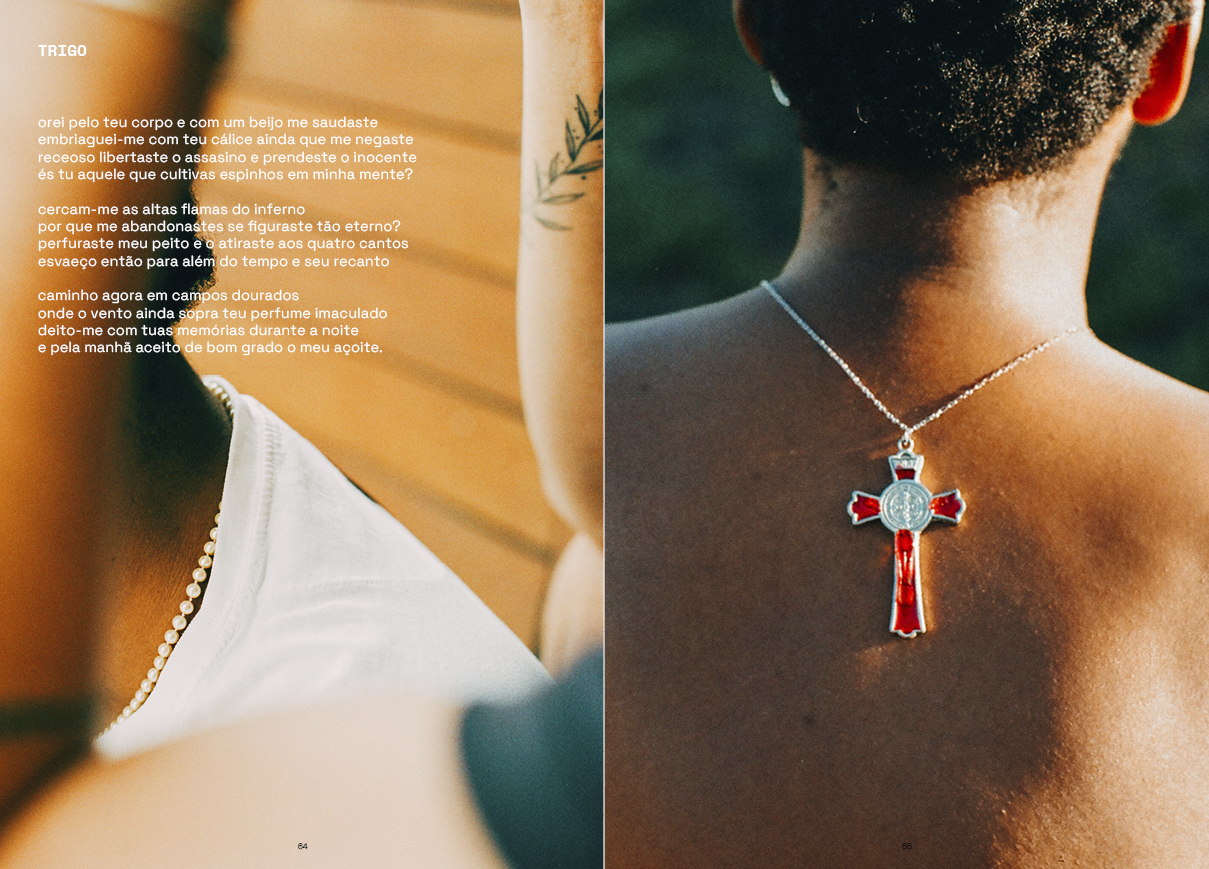 TRIGO
orei pelo teu corpo e com um beijo me saudaste
embriaguei-me com teu cálice ainda que me negaste
receoso libertaste o assasino e prendeste o inocente
és tu aquele que cultivas espinhos em minha mente?
cercam-me as altas flamas do inferno
por que me abandonastes se figuraste tão eterno?
perfuraste meu peito e o atiraste aos quatro cantos
esvaeço então para além do tempo e seu recanto
caminho agora em campos dourados
onde o vento ainda sopra teu perfume imaculado
deito-me com tuas memórias durante a noite
e pela manhã aceito de bom grado o meu açoite.
64
65